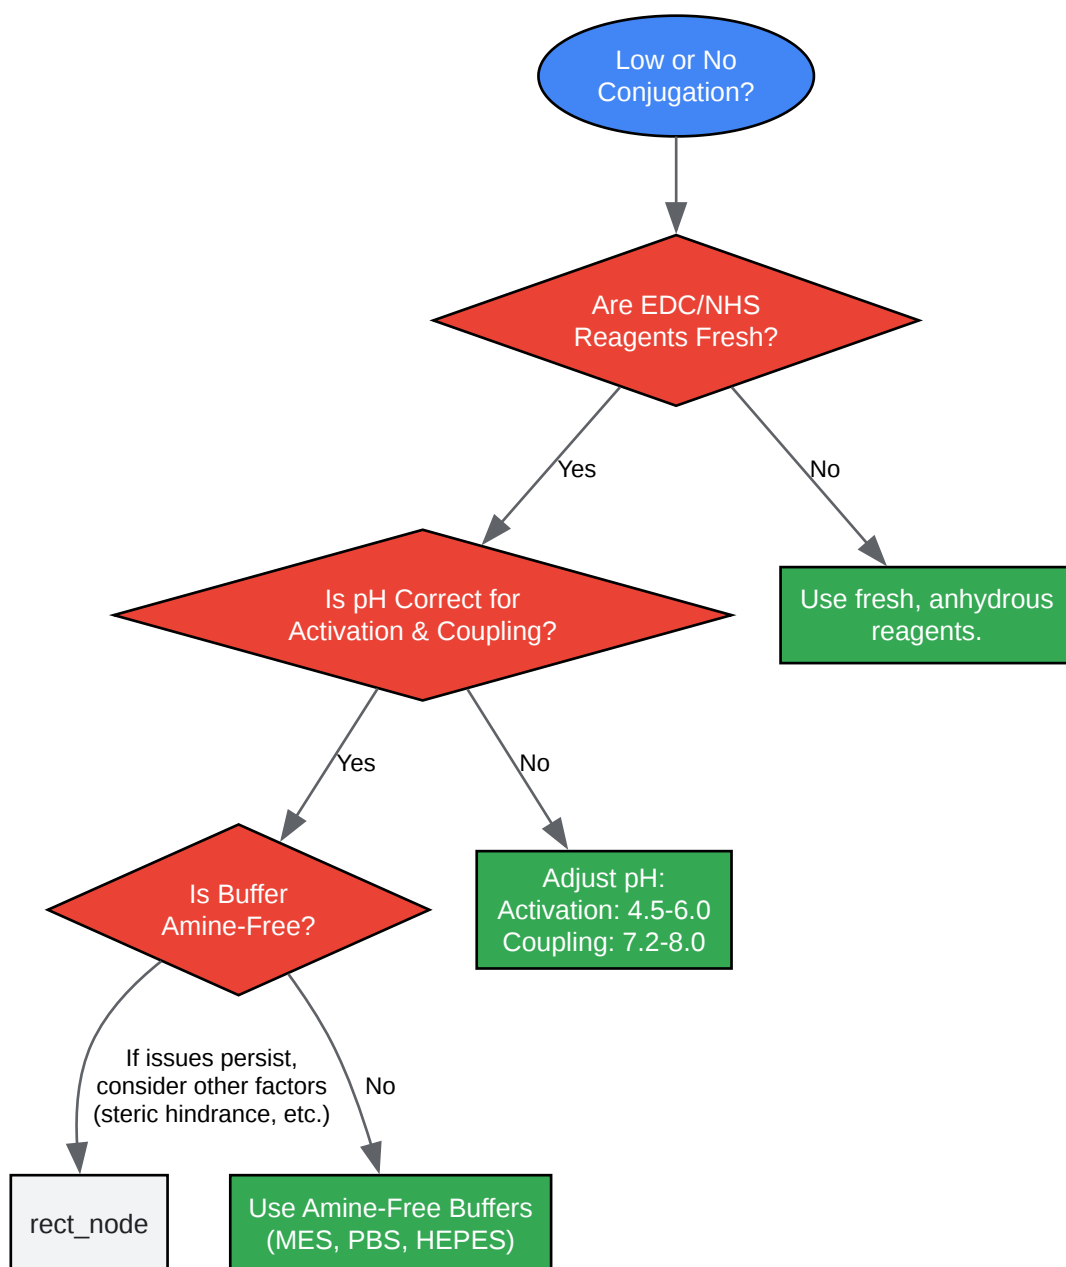 Low or No
Conjugation?
Are EDC/NHS
Reagents Fresh?
Yes
No
Is pH Correct for
Activation & Coupling?
Use fresh, anhydrous
reagents.
Yes
No
Is Buffer
Amine-Free?
Adjust pH:
Activation: 4.5-6.0
Coupling: 7.2-8.0
If issues persist,
consider other factors
(steric hindrance, etc.)
No
rect_node
Use Amine-Free Buffers
(MES, PBS, HEPES)